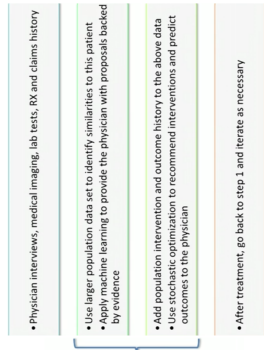 • Physician interviews, medical imaging, lab tests, RX and claims history
• Use larger population data set to identify similarities to this patient
• Apply machine learning to provide the physician with proposals backed
by evidence
• Add population intervention and outcome history to the above data
• Use stochastic optimization to recommend interventions and predict
outcomes to the physician
• After treatment, go back to step 1 and iterate as necessary